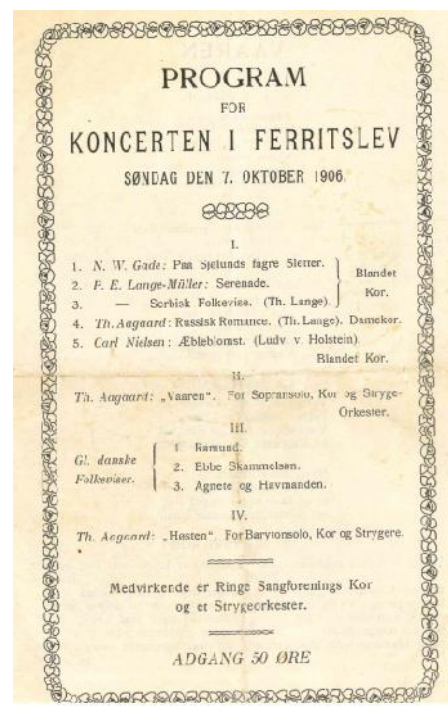 PROGRAM
FOR
KONCERTEN I FERRITSLEV
SØNDAG DEN 7. OKTOBER 1906.
I.
1. N. W. Gade: Paa Sjølunds fagre Sletter.
2. P. E. Lange-Müller: Serenade.
3. — Serbisk Folkevise. (Th. Lange).
Blandet
Kor.
4. Th. Aagaard: Russisk Romance. (Th. Lange). Damekor.
5. Carl Nielsen: Æbleblomst. (Ludv. v. Holstein).
Blandet Kor.
II.
Th. Aagaard: „Vaaren“. For Sopransolo, Kor og Stryge-
Orkester.
III.
Gl. danske
Folkeviser.
1. Ramund.
2. Ebbe Skammelsen.
3. Agnete og Havmanden.
IV.
Th. Aagaard: „Høsten“. For Barytonsolo, Kor og Strygere.
Medvirkende er Ringe Sangforenings Kor
og et Strygeorkester.
ADGANG 50 ØRE